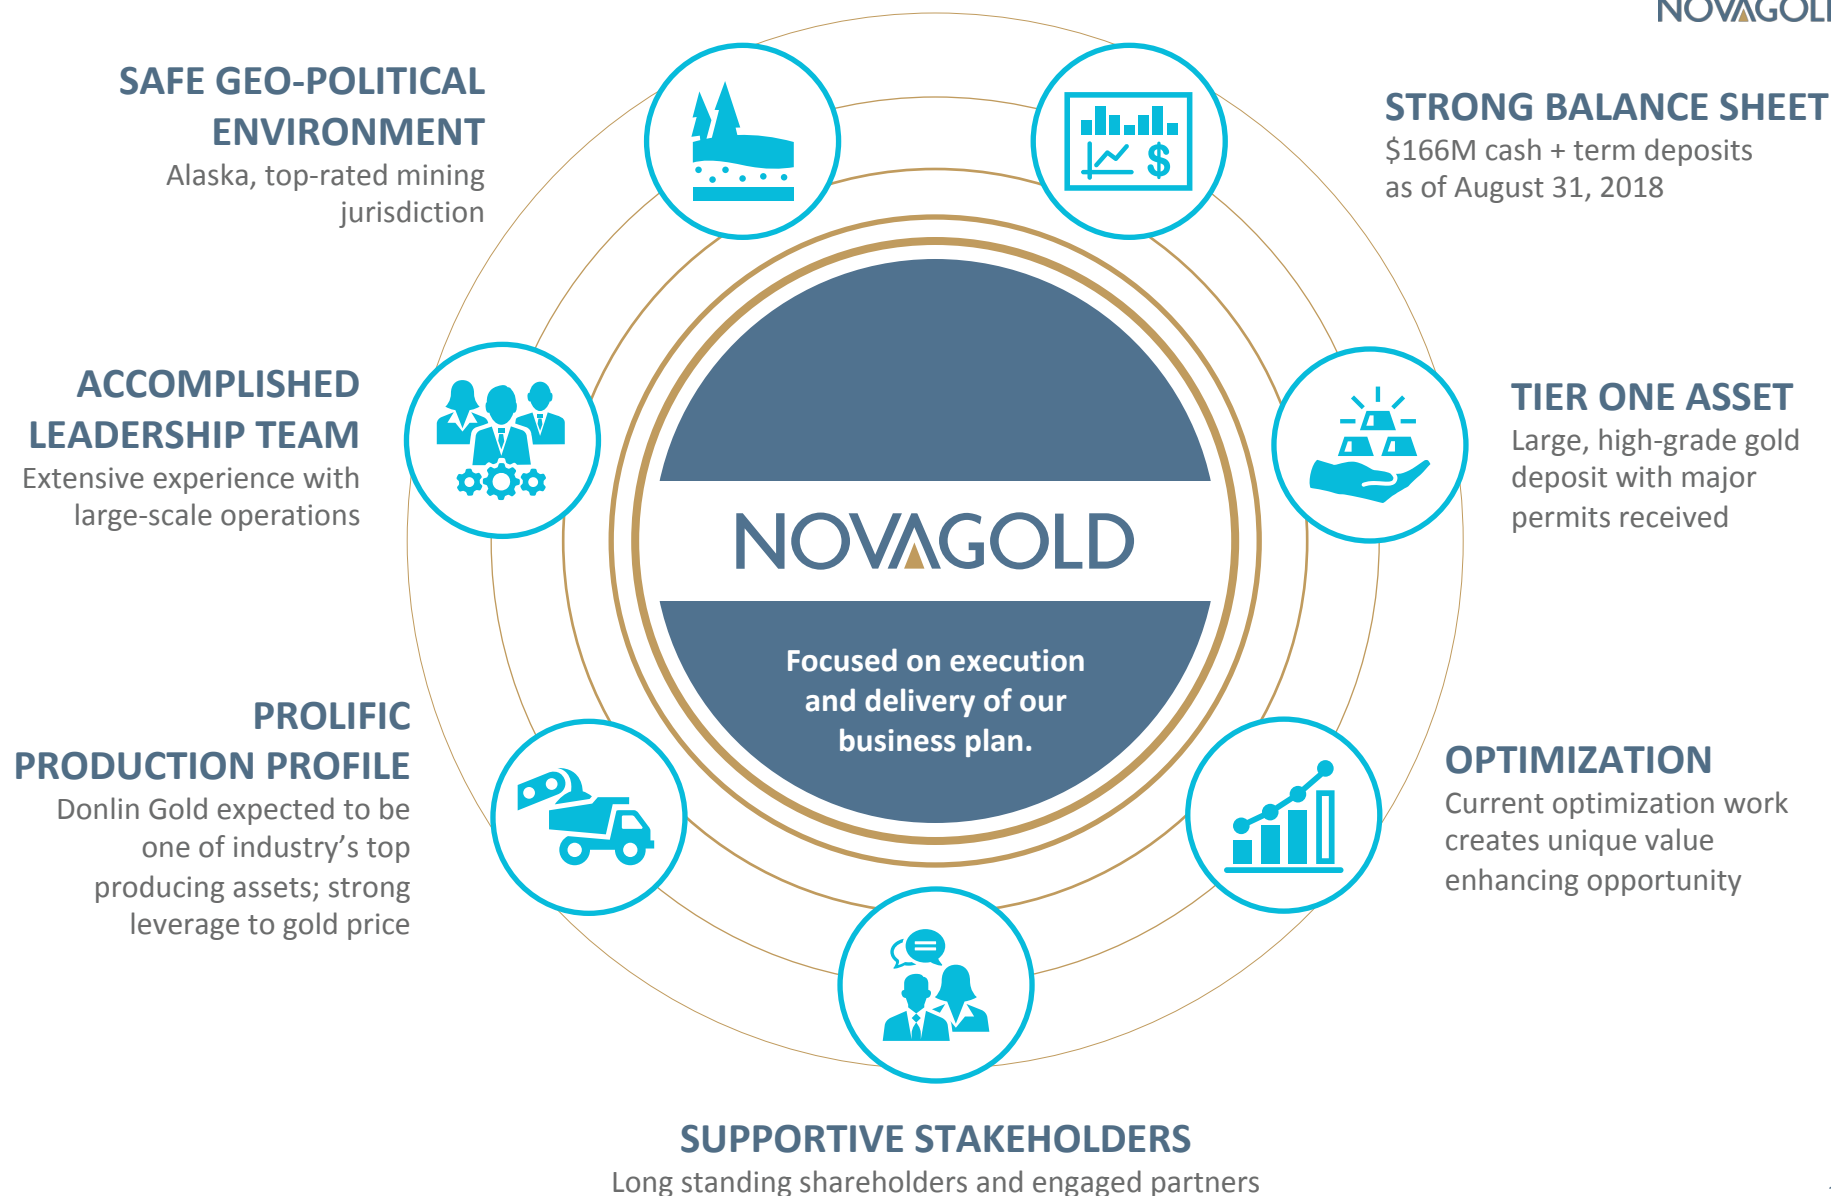 NOVAGOLD
SAFE GEO-POLITICAL
ENVIRONMENT
Alaska, top-rated mining
jurisdiction
STRONG BALANCE SHEET
$166M cash + term deposits
as of August 31, 2018
ACCOMPLISHED
LEADERSHIP TEAM
Extensive experience with
large-scale operations
TIER ONE ASSET
Large, high-grade gold
deposit with major
permits received
NOVAGOLD
Focused on execution
and delivery of our
business plan.
PROLIFIC
PRODUCTION PROFILE
Donlin Gold expected to be
one of industry’s top
producing assets; strong
leverage to gold price
OPTIMIZATION
Current optimization work
creates unique value
enhancing opportunity
$
SUPPORTIVE STAKEHOLDERS
Long standing shareholders and engaged partners